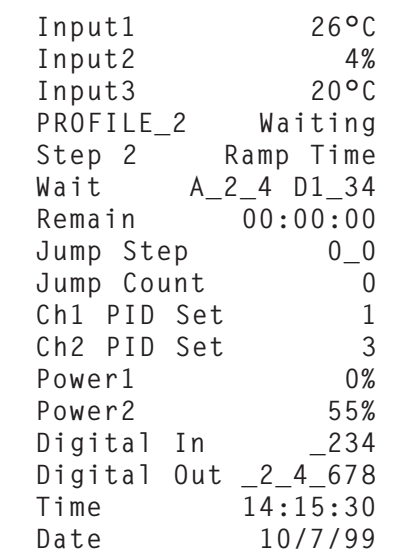 Input1 26°C
Input2 4%
Input3 20°C
PROFILE_2 Waiting
Step 2 Ramp Time
Wait A_2_4 D1_34
Remain 00:00:00
Jump Step 0_0
Jump Count 0
Ch1 PID Set 1
Ch2 PID Set 3
Power1 0%
Power2 55%
Digital In _234
Digital Out _2_4_678
Time 14:15:30
Date 10/7/99